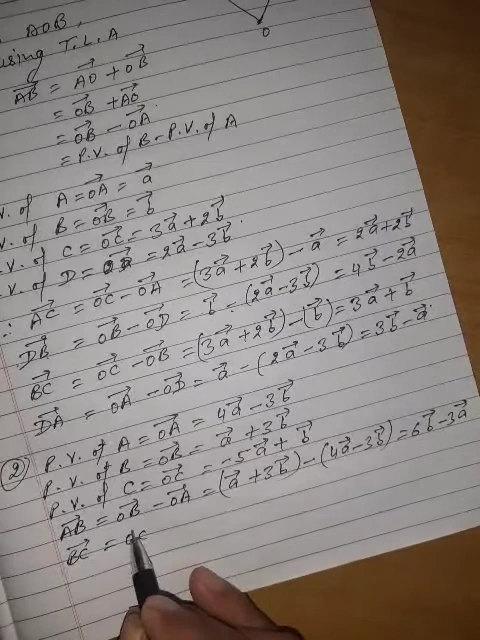 O
AOB.
using T.L.A
AB→ = AO→ + OB→
= OB→ + AO→
= OB→ - OA→
= P.V. of B - P.V. of A
V. of A = OA→ = a→
V. of B = OB→ = b→
.V. of C = OC→ = 3a→ + 2b→
P.V. of D = = 2a→ - 3b→
∴ AC→ = OC→ - OA→ = (3a→ + 2b→) - a→ = 2a→ + 2b→
DB→ = OB→ - OD→ = b→ - (2a→ - 3b→) = 4b→ - 2a→
BC→ = OC→ - OB→ = (3a→ + 2b→) - (b→) = 3a→ + b→
DA→ = OA→ - OD→ = a→ - (2a→ - 3b→) = 3b→ - a→
(2) P.V. of A = OA→ = 4a→ - 3b→
P.V. of B = OB→ = a→ + 3b→
P.V. of C = OC→ = -5a→ + b→
AB→ = OB→ - OA→ = (a→ + 3b→) - (4a→ - 3b→) = 6b→ - 3a→
BC→ = OC